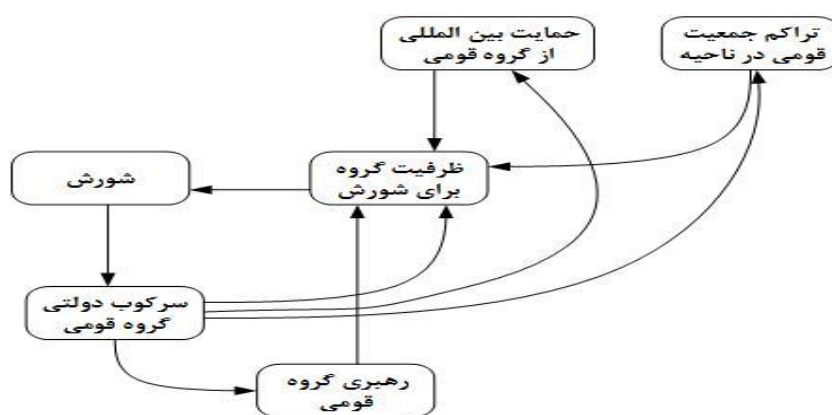 تراکم جمعیت
قومی در ناحیه
حمایت بین المللی
از گروه قومی
ظرفیت گروه
برای شورش
شورش
سرکوب دولتی
گروه قومی
رهبری گروه
قومی